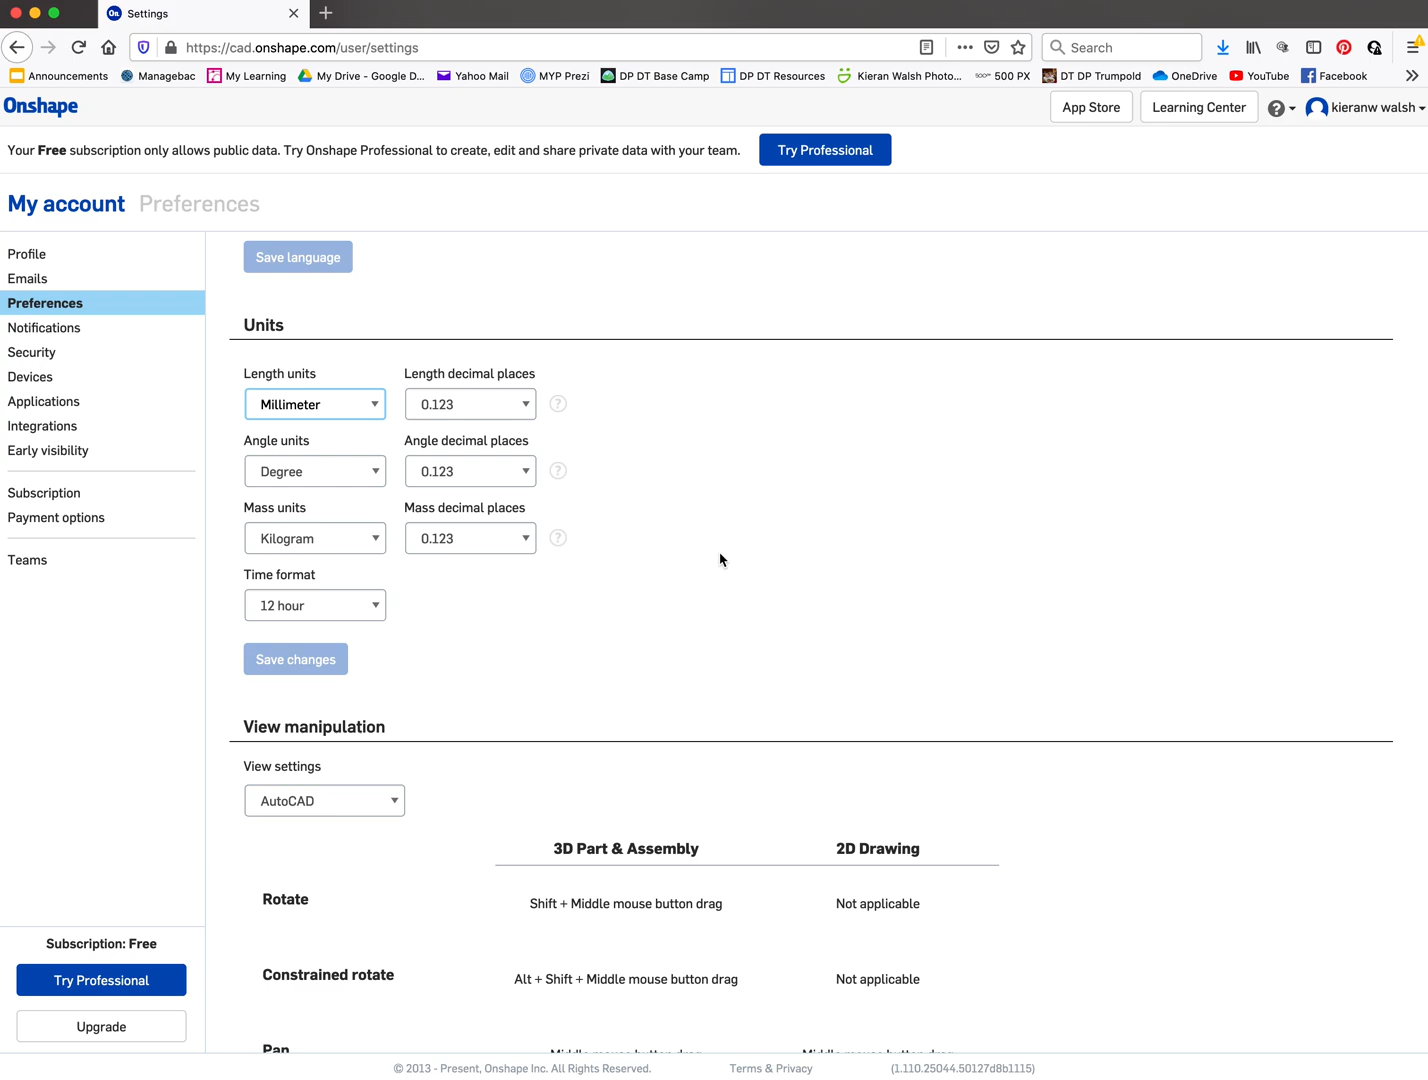 Settings
https://cad.onshape.com/user/settings
Search
Announcements
Managebac
My Learning
My Drive - Google D...
Yahoo Mail
MYP Prezi
DP DT Base Camp
DP DT Resources
Kieran Walsh Photo...
500 PX
DT DP Trumpold
OneDrive
YouTube
Facebook
Onshape
App Store
Learning Center
kieranw walsh
Your Free subscription only allows public data. Try Onshape Professional to create, edit and share private data with your team.
Try Professional
My account Preferences
Profile
Emails
Preferences
Notifications
Security
Devices
Applications
Integrations
Early visibility
Subscription
Payment options
Teams
Subscription: Free
Try Professional
Upgrade
Save language
Units
Length units
Length decimal places
Millimeter
0.123
Angle units
Angle decimal places
Degree
0.123
Mass units
Mass decimal places
Kilogram
0.123
Time format
12 hour
Save changes
View manipulation
View settings
AutoCAD
3D Part & Assembly
2D Drawing
Rotate
Shift + Middle mouse button drag
Not applicable
Constrained rotate
Alt + Shift + Middle mouse button drag
Not applicable
Pan
Middle mouse button drag
Middle mouse button drag
© 2013 - Present, Onshape Inc. All Rights Reserved.
Terms & Privacy
(1.110.25044.50127d8b1115)